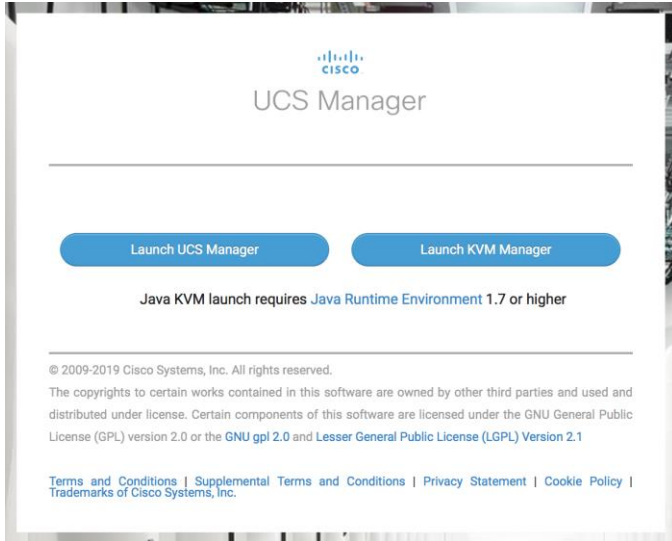 CISCO
UCS Manager
Launch UCS Manager
Launch KVM Manager
Java KVM launch requires Java Runtime Environment 1.7 or higher
© 2009-2019 Cisco Systems, Inc. All rights reserved.
The copyrights to certain works contained in this software are owned by other third parties and used and
distributed under license. Certain components of this software are licensed under the GNU General Public
License (GPL) version 2.0 or the GNU gpl 2.0 and Lesser General Public License (LGPL) Version 2.1
Terms and Conditions | Supplemental Terms and Conditions | Privacy Statement | Cookie Policy |
Trademarks of Cisco Systems, Inc.